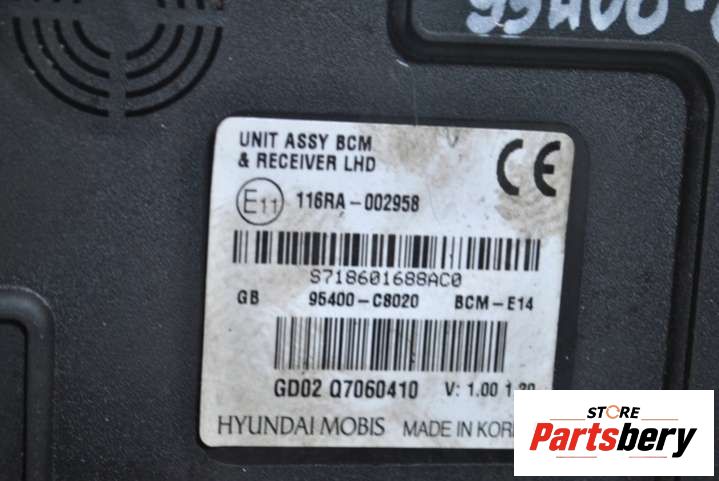 UNIT ASSY BCM
& RECEIVER LHD
CE
E11 116RA-002958
S718601688AC0
GB 95400-C8020 BCM-E14
GD02 Q7060410 V: 1.00
HYUNDAI MOBIS MADE IN
STORE
Partsbery